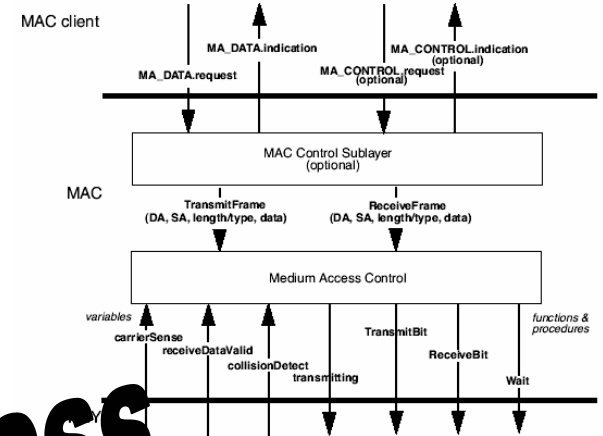 MAC client
MA_DATA.indication
MA_CONTROL.indication
(optional)
MA_DATA.request
MA_CONTROL.request
(optional)
MAC Control Sublayer
(optional)
MAC
TransmitFrame
(DA, SA, length/type, data)
ReceiveFrame
(DA, SA, length/type, data)
Medium Access Control
variables
functions &
procedures
carrierSense
receiveDataValid
collisionDetect
transmitting
TransmitBit
ReceiveBit
Wait